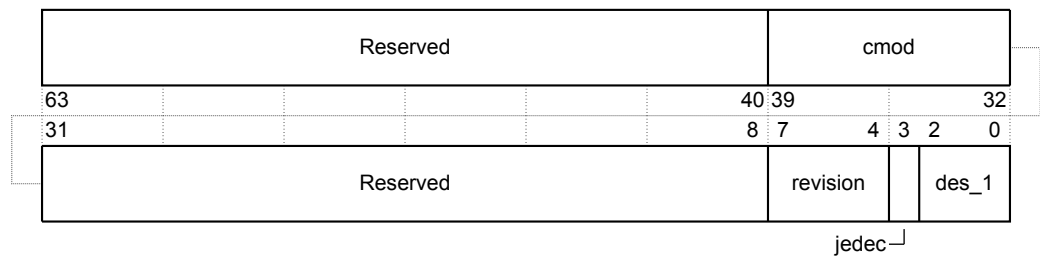 Reserved cmod
63 40 39 32
31 8 7 4 3 2 0
Reserved revision des_1
jedec